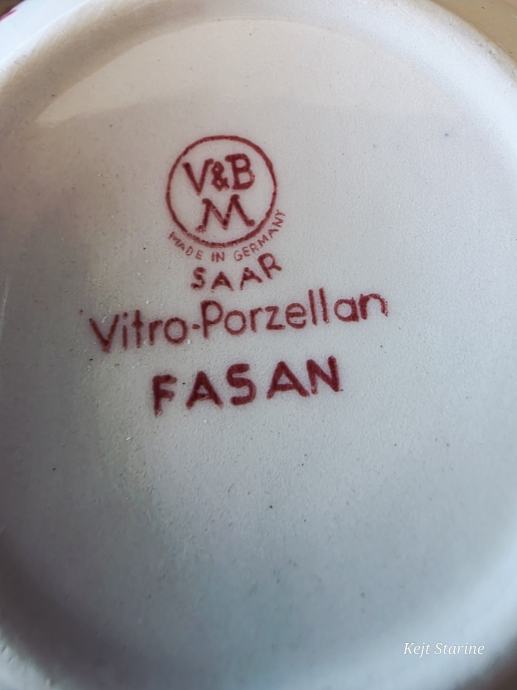 V&B
M
MADE IN GERMANY
SAAR
Vitro-Porzellan
FASAN
Kejt Starine